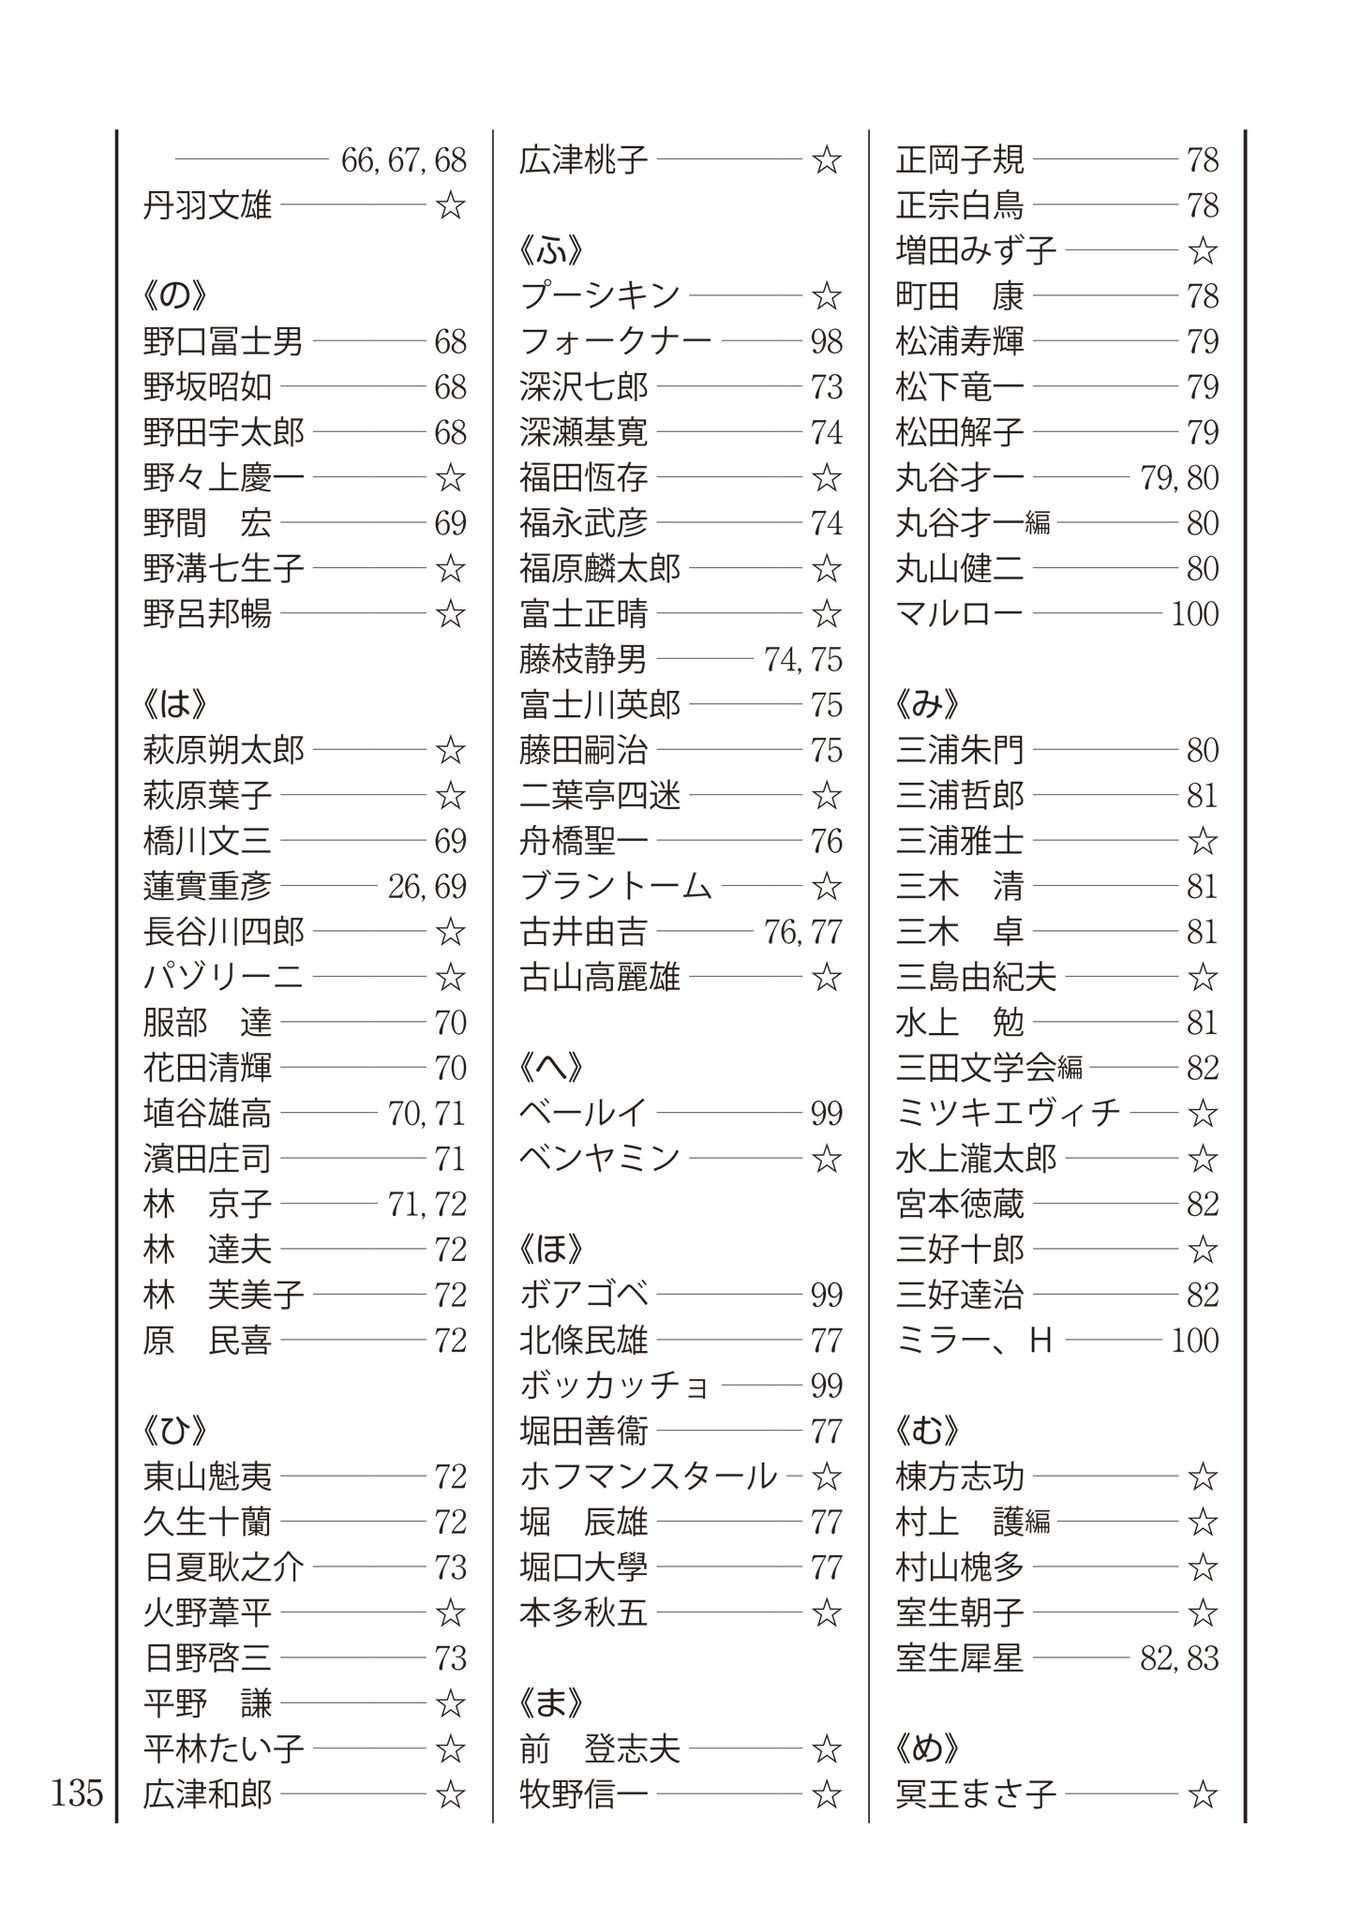 66, 67, 68
丹羽文雄 ☆
《の》
野口冨士男 68
野坂昭如 68
野田宇太郎 68
野々上慶一 ☆
野間　宏 69
野溝七生子 ☆
野呂邦暢 ☆
《は》
萩原朔太郎 ☆
萩原葉子 ☆
橋川文三 69
蓮實重彥 26, 69
長谷川四郎 ☆
パゾリーニ ☆
服部　達 70
花田清輝 70
埴谷雄高 70, 71
濱田庄司 71
林　京子 71, 72
林　達夫 72
林　芙美子 72
原　民喜 72
《ひ》
東山魁夷 72
久生十蘭 72
日夏耿之介 73
火野葦平 ☆
日野啓三 73
平野　謙 ☆
平林たい子 ☆
広津和郎 ☆
広津桃子 ☆
《ふ》
プーシキン ☆
フォークナー 98
深沢七郎 73
深瀬基寛 74
福田恆存 ☆
福永武彦 74
福原麟太郎 ☆
富士正晴 ☆
藤枝静男 74, 75
富士川英郎 75
藤田嗣治 75
二葉亭四迷 ☆
舟橋聖一 76
ブラントーム ☆
古井由吉 76, 77
古山高麗雄 ☆
《へ》
ベールイ 99
ベンヤミン ☆
《ほ》
ボアゴベ 99
北條民雄 77
ボッカッチョ 99
堀田善衞 77
ホフマンスタール ☆
堀　辰雄 77
堀口大學 77
本多秋五 ☆
《ま》
前　登志夫 ☆
牧野信一 ☆
正岡子規 78
正宗白鳥 78
増田みず子 ☆
町田　康 78
松浦寿輝 79
松下竜一 79
松田解子 79
丸谷才一 79, 80
丸谷才一編 80
丸山健二 80
マルロー 100
《み》
三浦朱門 80
三浦哲郎 81
三浦雅士 ☆
三木　清 81
三木　卓 81
三島由紀夫 ☆
水上　勉 81
三田文学会編 82
ミツキエヴィチ ☆
水上瀧太郎 ☆
宮本徳蔵 82
三好十郎 ☆
三好達治 82
ミラー、H 100
《む》
棟方志功 ☆
村上　護編 ☆
村山槐多 ☆
室生朝子 ☆
室生犀星 82, 83
《め》
冥王まさ子 ☆
135